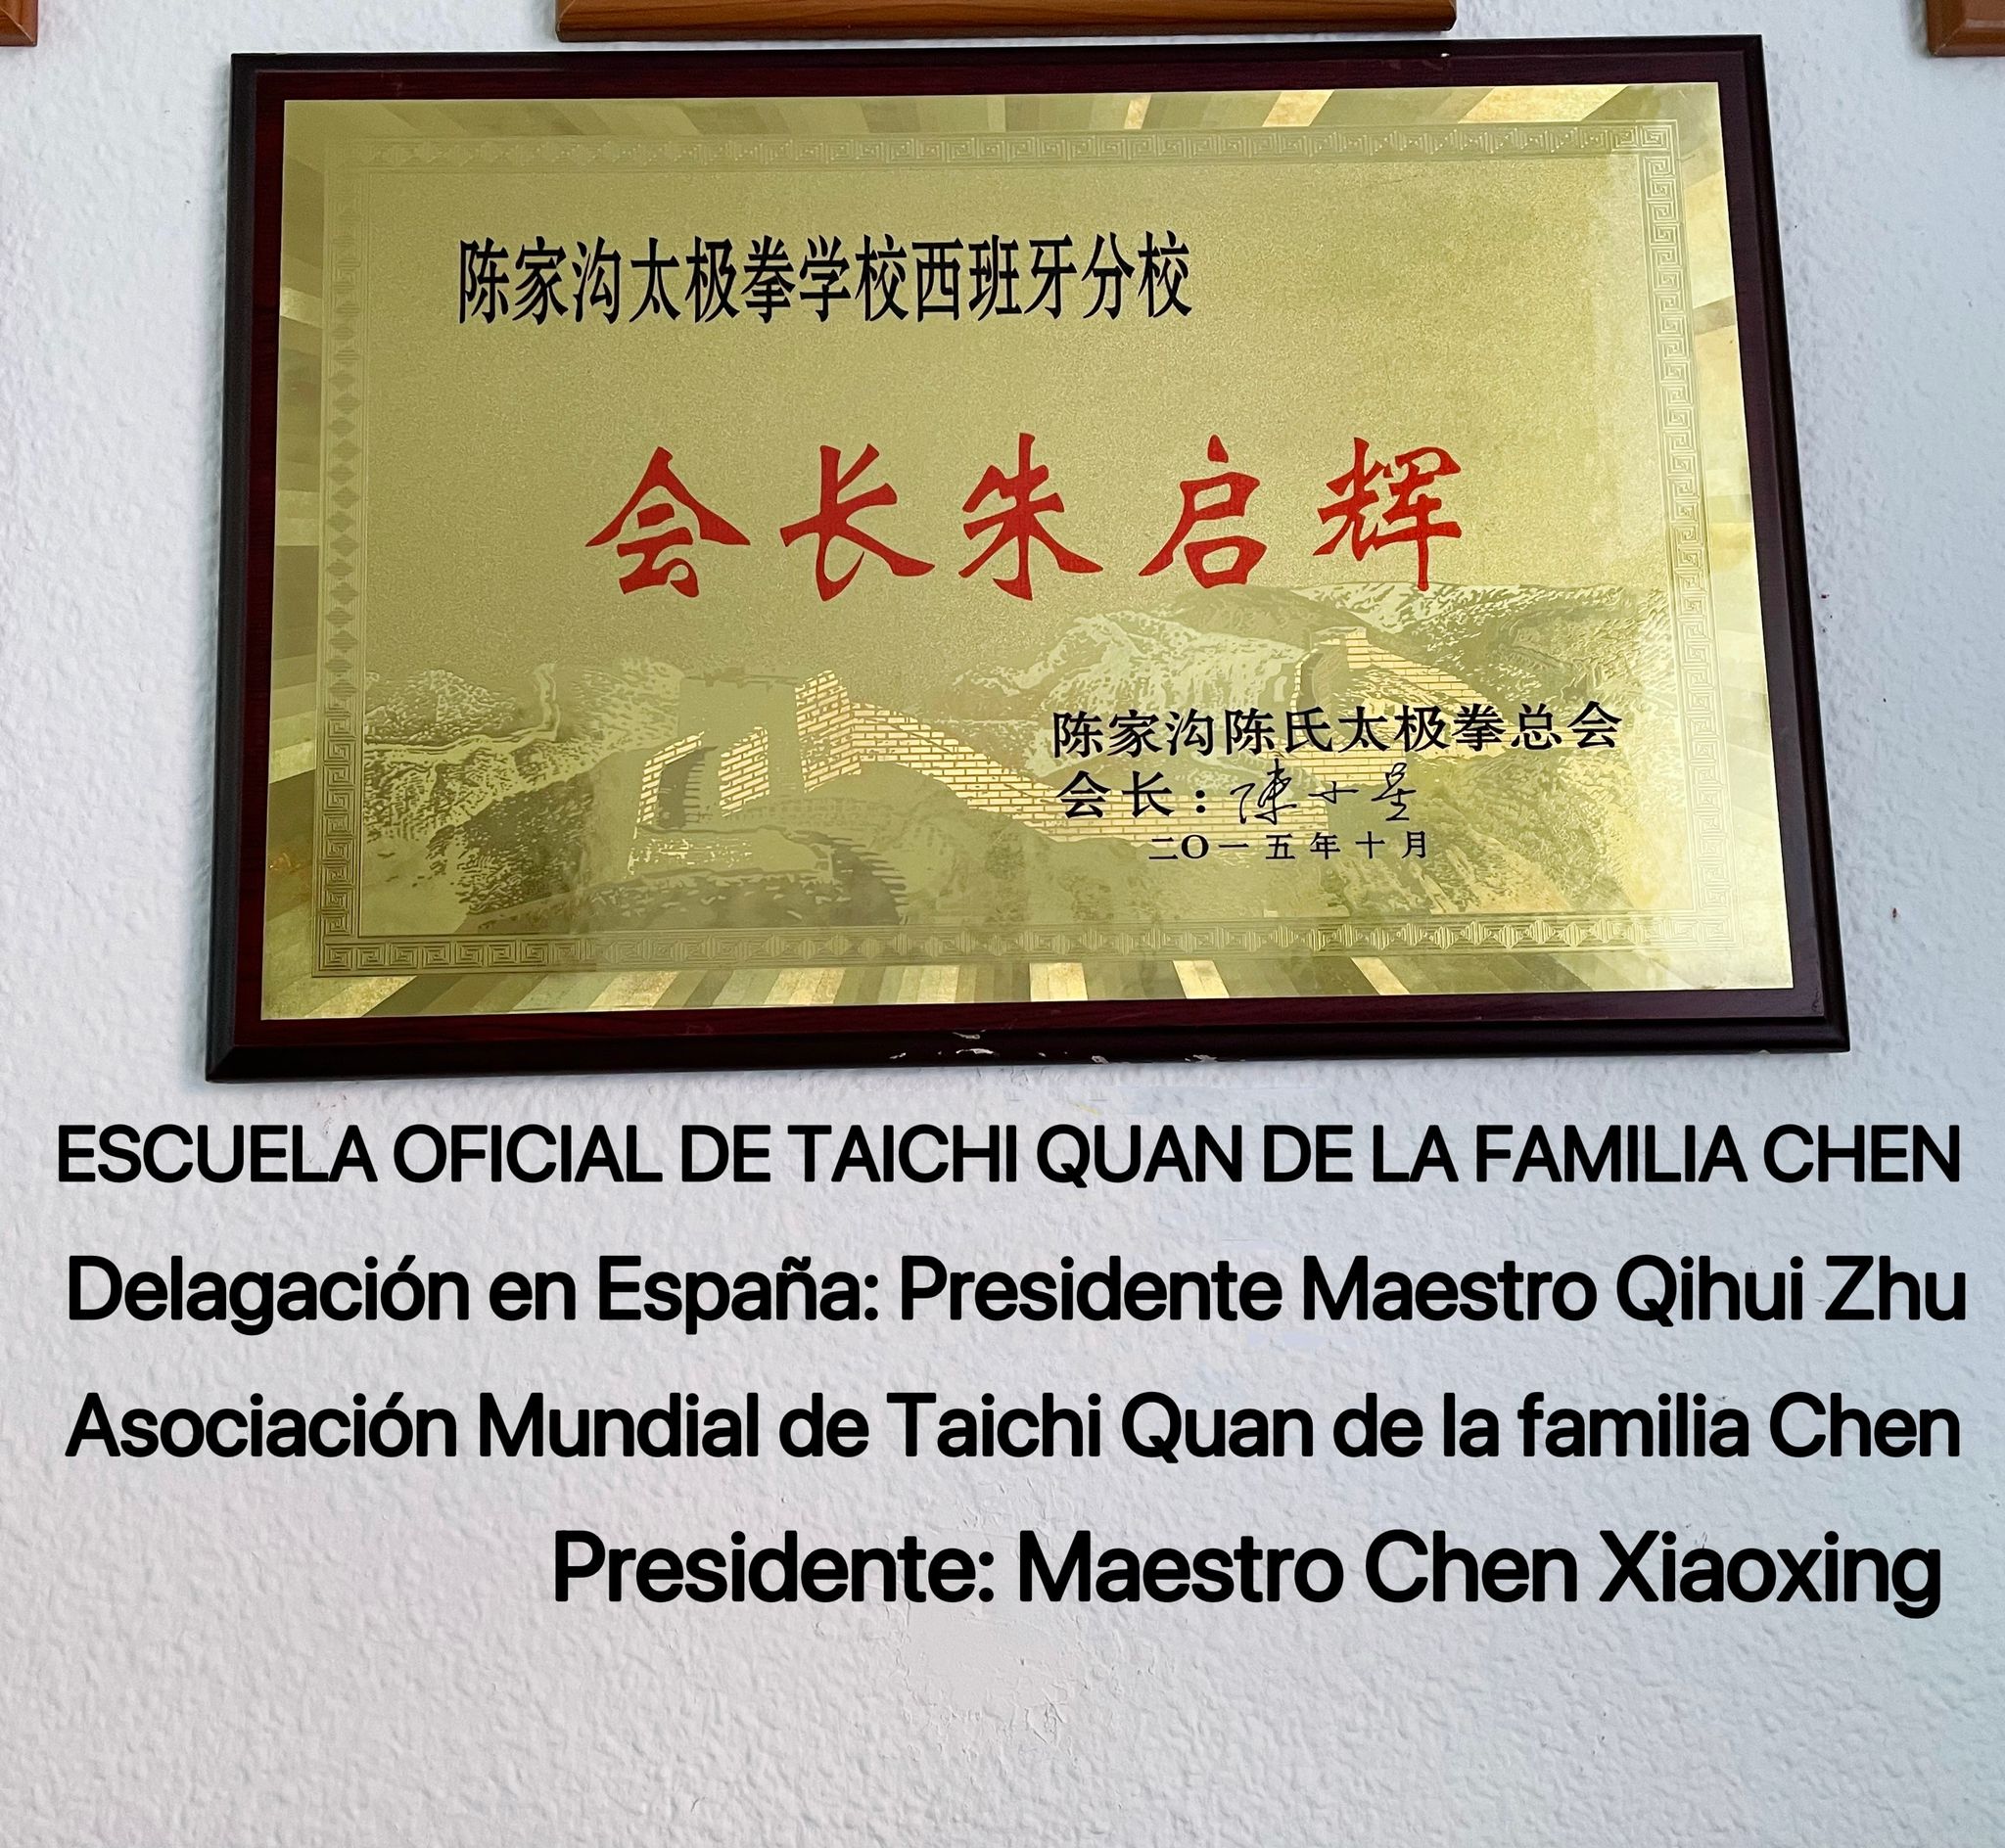 陈家沟太极拳学校西班牙分校
会长朱启辉
陈家沟陈氏太极拳总会
会长：陳小星
二〇一五年十月
ESCUELA OFICIAL DE TAICHI QUAN DE LA FAMILIA CHEN
Delagación en España: Presidente Maestro Qihui Zhu
Asociación Mundial de Taichi Quan de la familia Chen
Presidente: Maestro Chen Xiaoxing